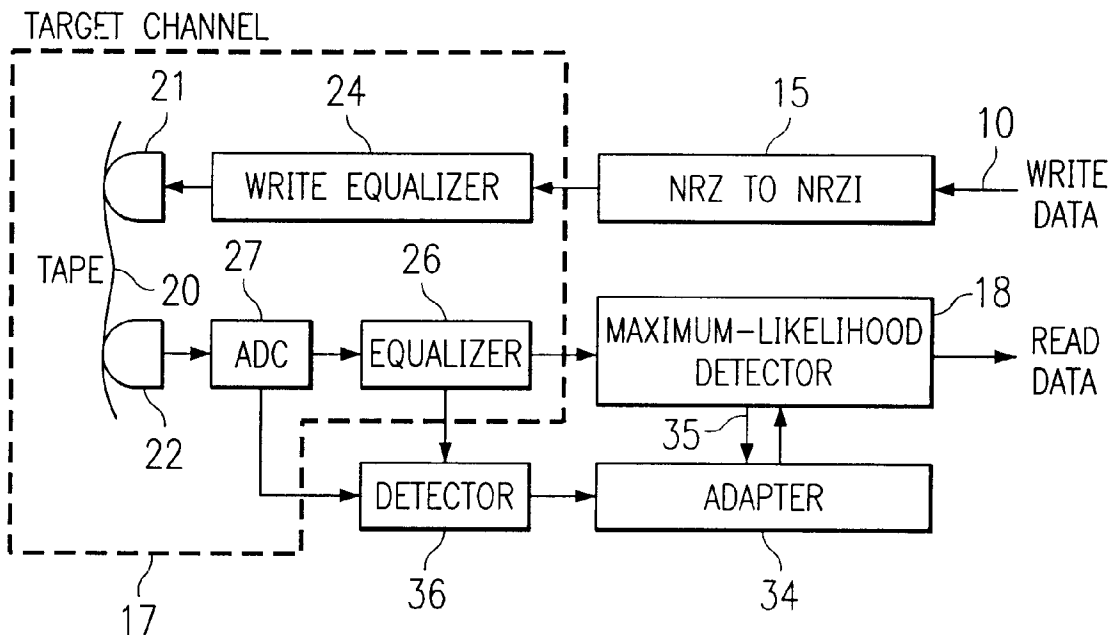 TARGET CHANNEL
21
24
15
10
WRITE EQUALIZER
NRZ TO NRZI
WRITE
DATA
TAPE
20
27
26
18
ADC
EQUALIZER
MAXIMUM-LIKELIHOOD
DETECTOR
READ
DATA
22
35
DETECTOR
ADAPTER
17
36
34